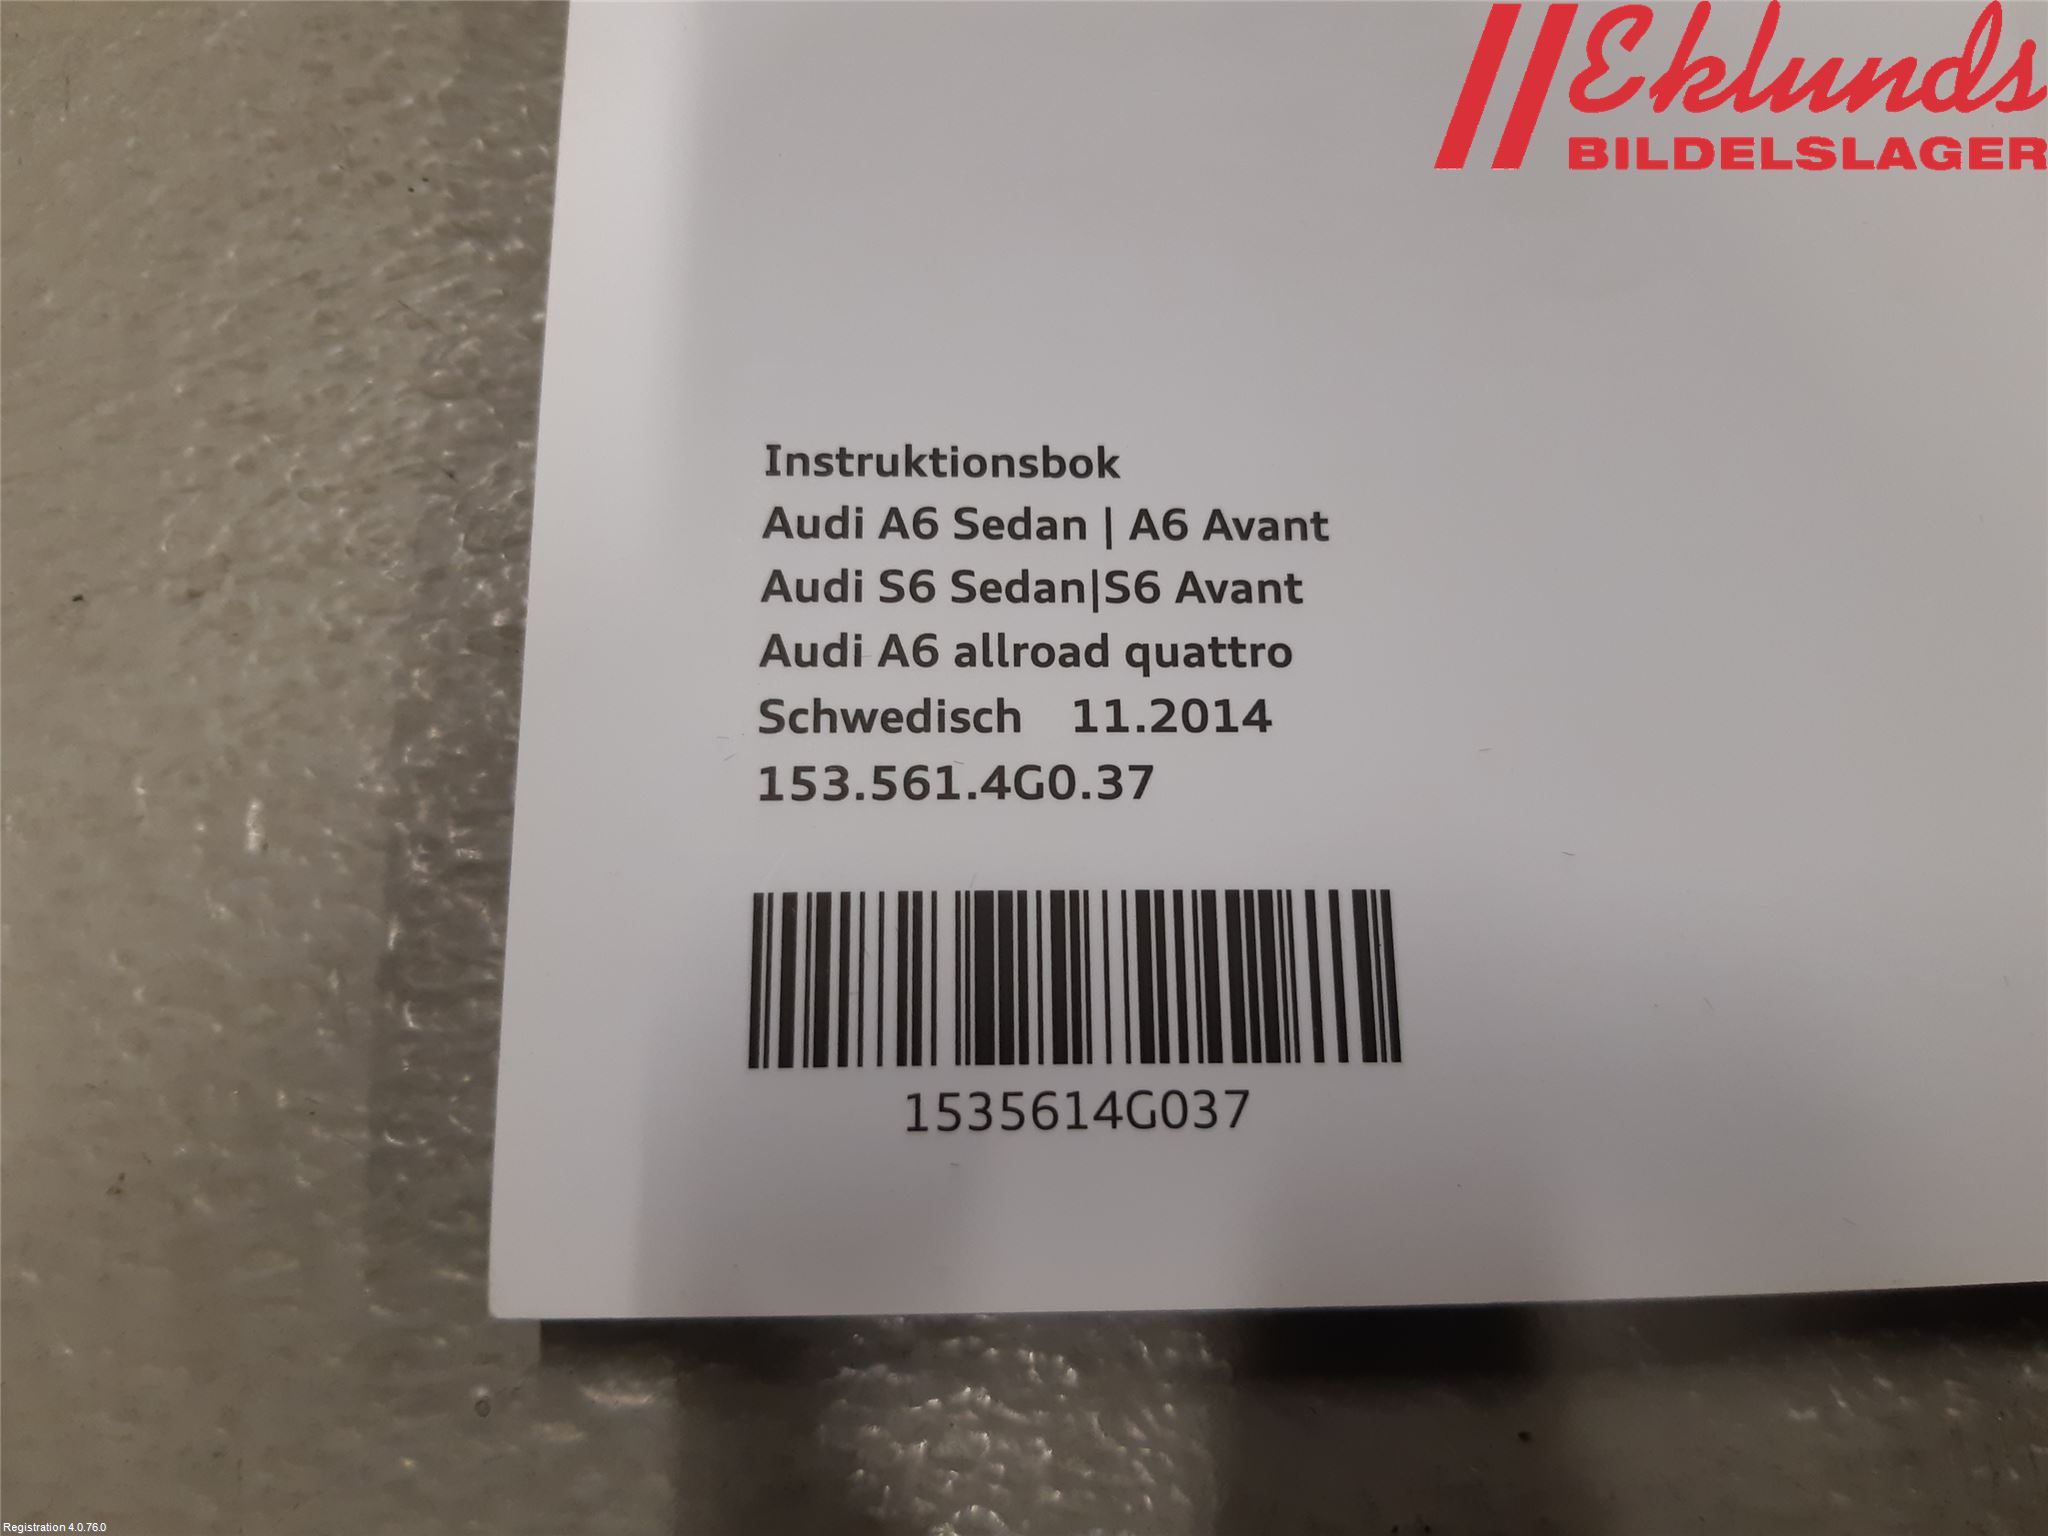 Eklunds
BILDELSLAGER
Instruktionsbok
Audi A6 Sedan | A6 Avant
Audi S6 Sedan|S6 Avant
Audi A6 allroad quattro
Schwedisch 11.2014
153.561.4G0.37
1535614G037
Registration 4.0.76.0